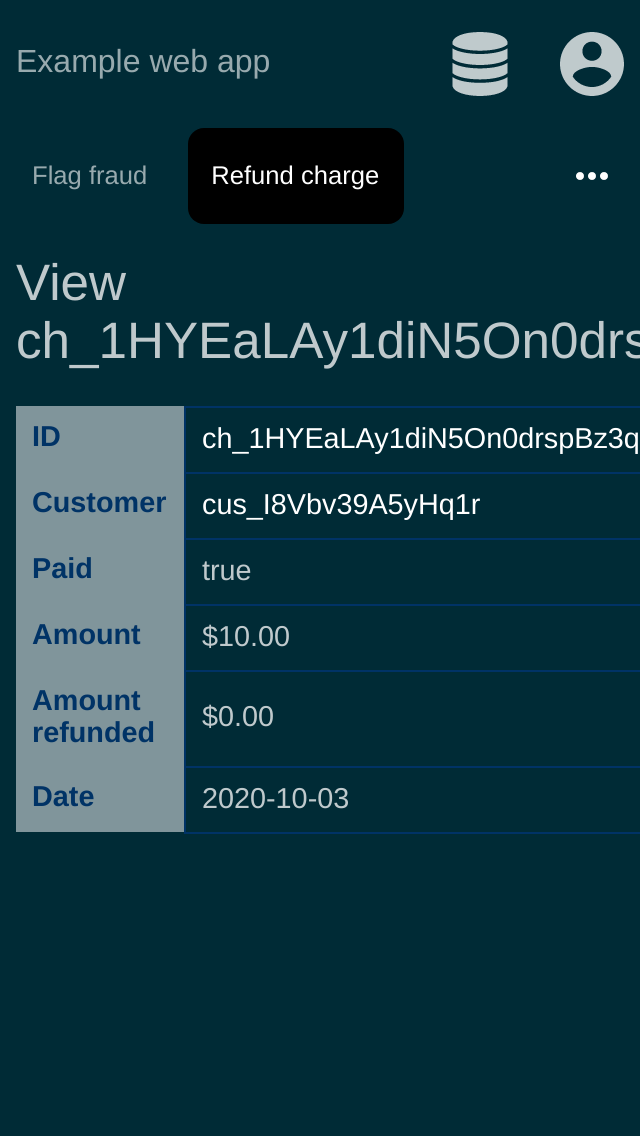 Example web app
Flag fraud Refund charge
View
ch_1HYEaLAy1diN5On0drs
ID ch_1HYEaLAy1diN5On0drspBz3q
Customer cus_I8Vbv39A5yHq1r
Paid true
Amount $10.00
Amount
refunded $0.00
Date 2020-10-03